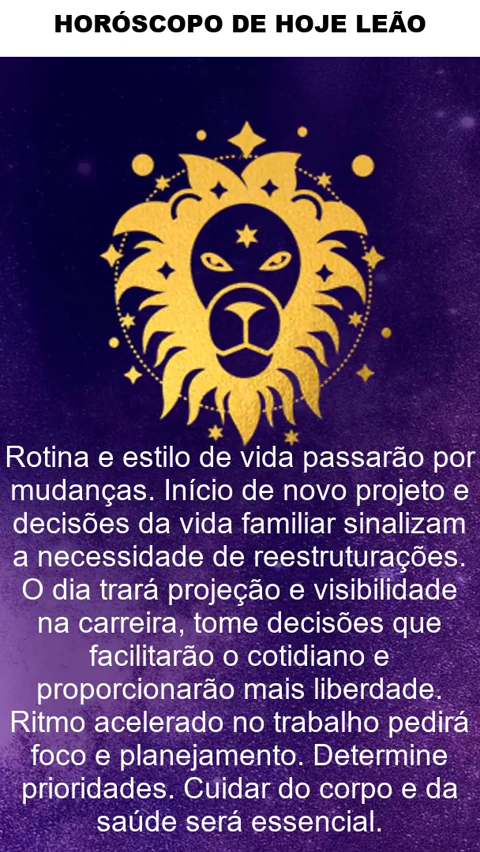 HORÓSCOPO DE HOJE LEÃO
Rotina e estilo de vida passarão por
mudanças. Início de novo projeto e
decisões da vida familiar sinalizam
a necessidade de reestruturações.
O dia trará projeção e visibilidade
na carreira, tome decisões que
facilitarão o cotidiano e
proporcionarão mais liberdade.
Ritmo acelerado no trabalho pedirá
foco e planejamento. Determine
prioridades. Cuidar do corpo e da
saúde será essencial.